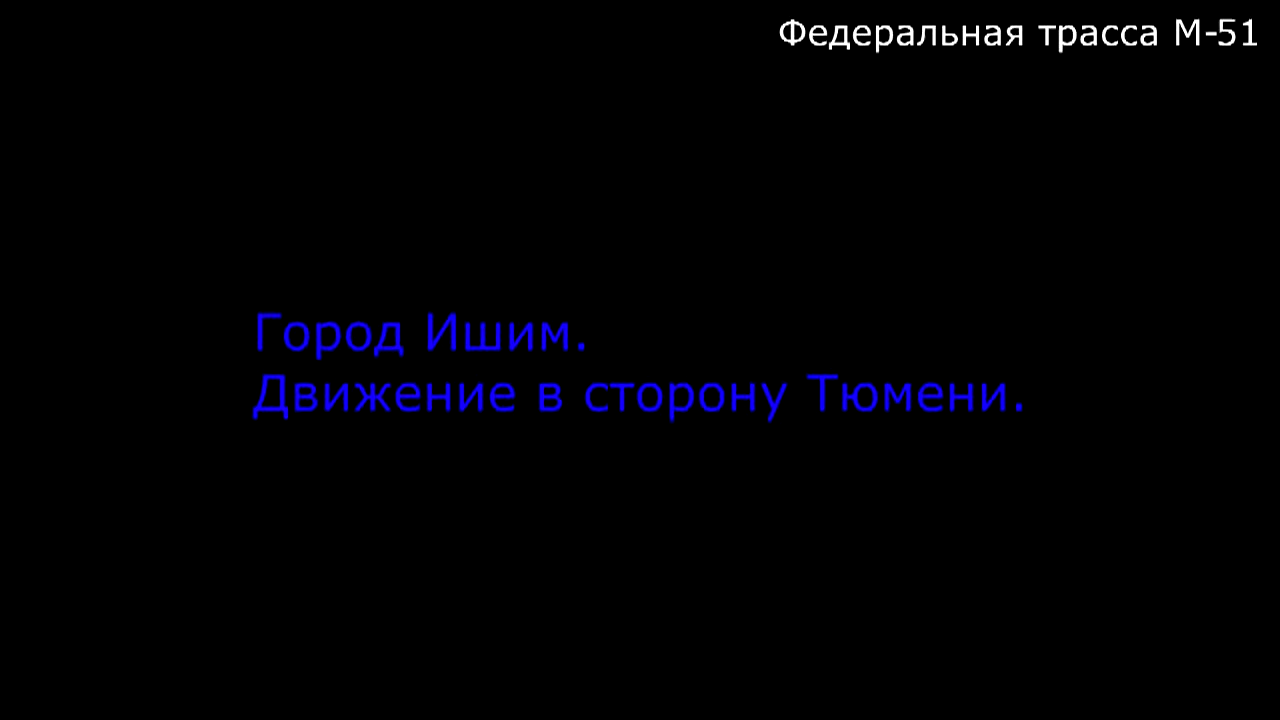 Федеральная трасса М-51
Город Ишим.
Движение в сторону Тюмени.